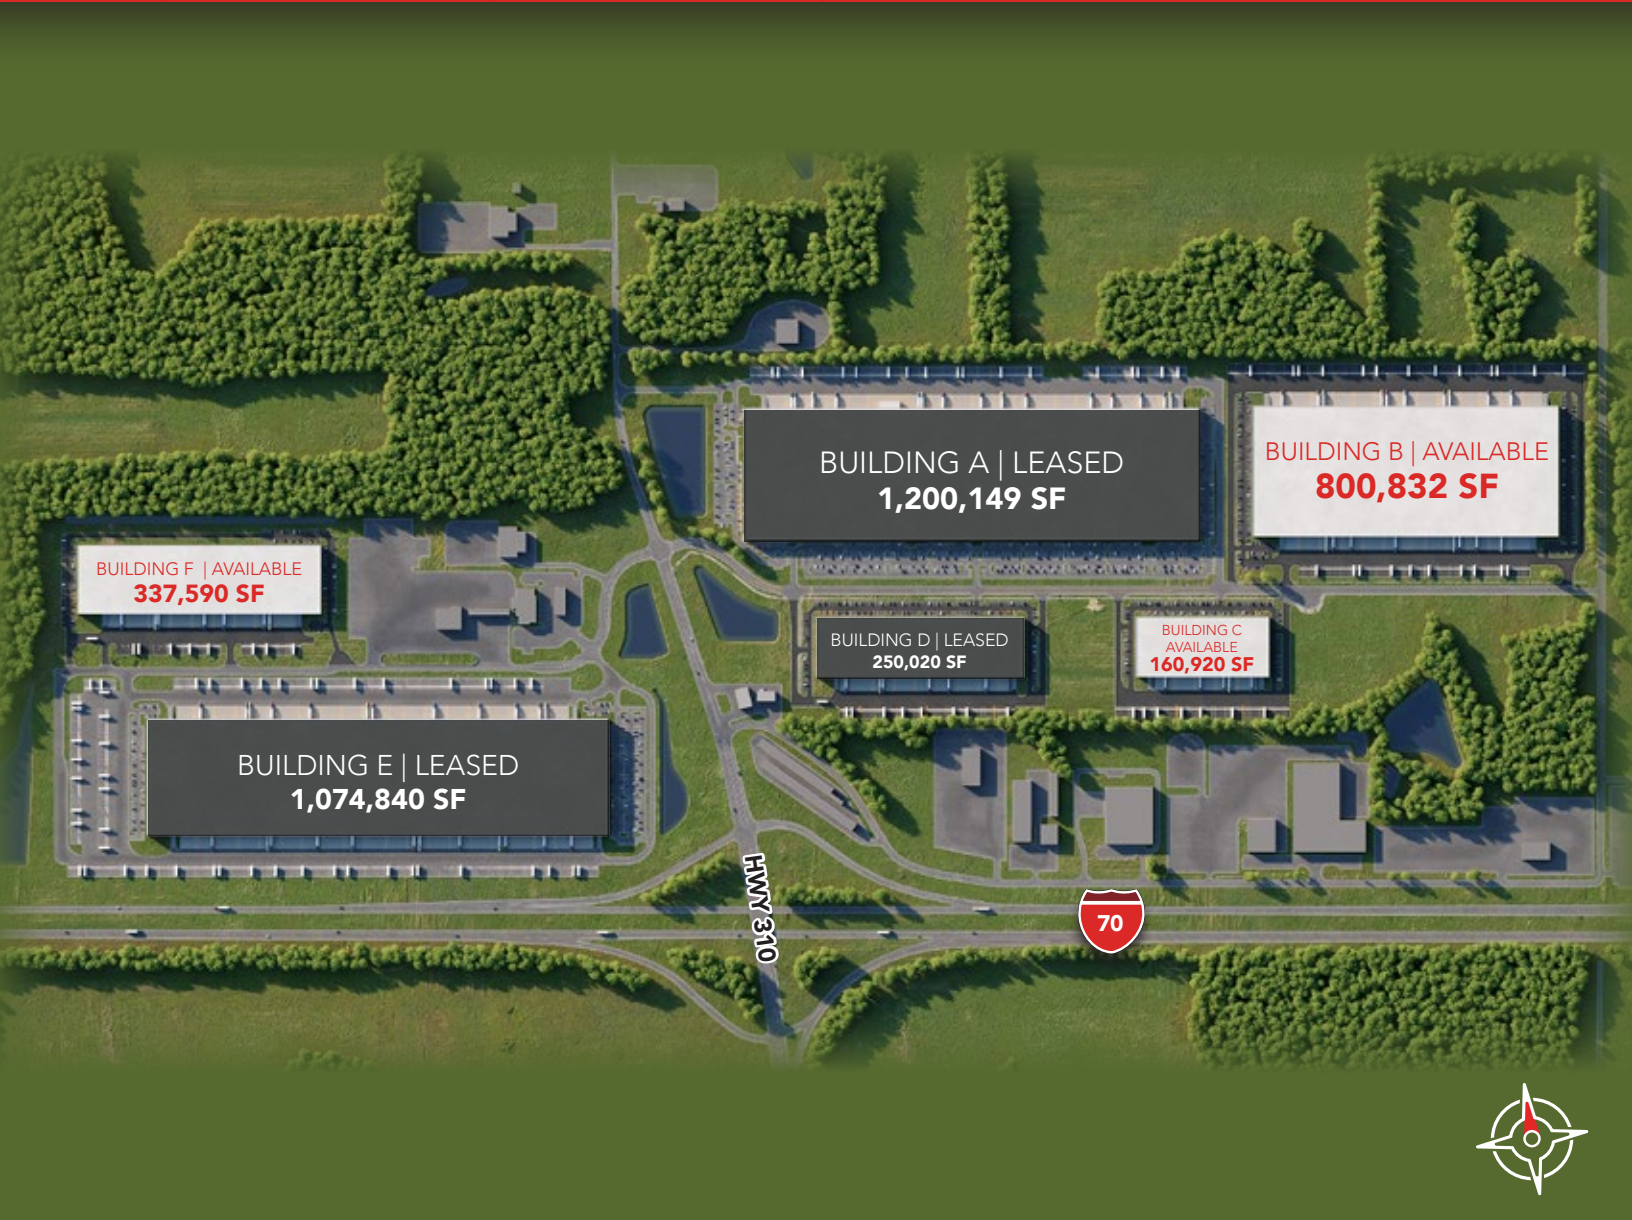 BUILDING A | LEASED
1,200,149 SF
BUILDING B | AVAILABLE
800,832 SF
BUILDING F | AVAILABLE
337,590 SF
BUILDING D | LEASED
250,020 SF
BUILDING C
AVAILABLE
160,920 SF
BUILDING E | LEASED
1,074,840 SF
HWY 310
70